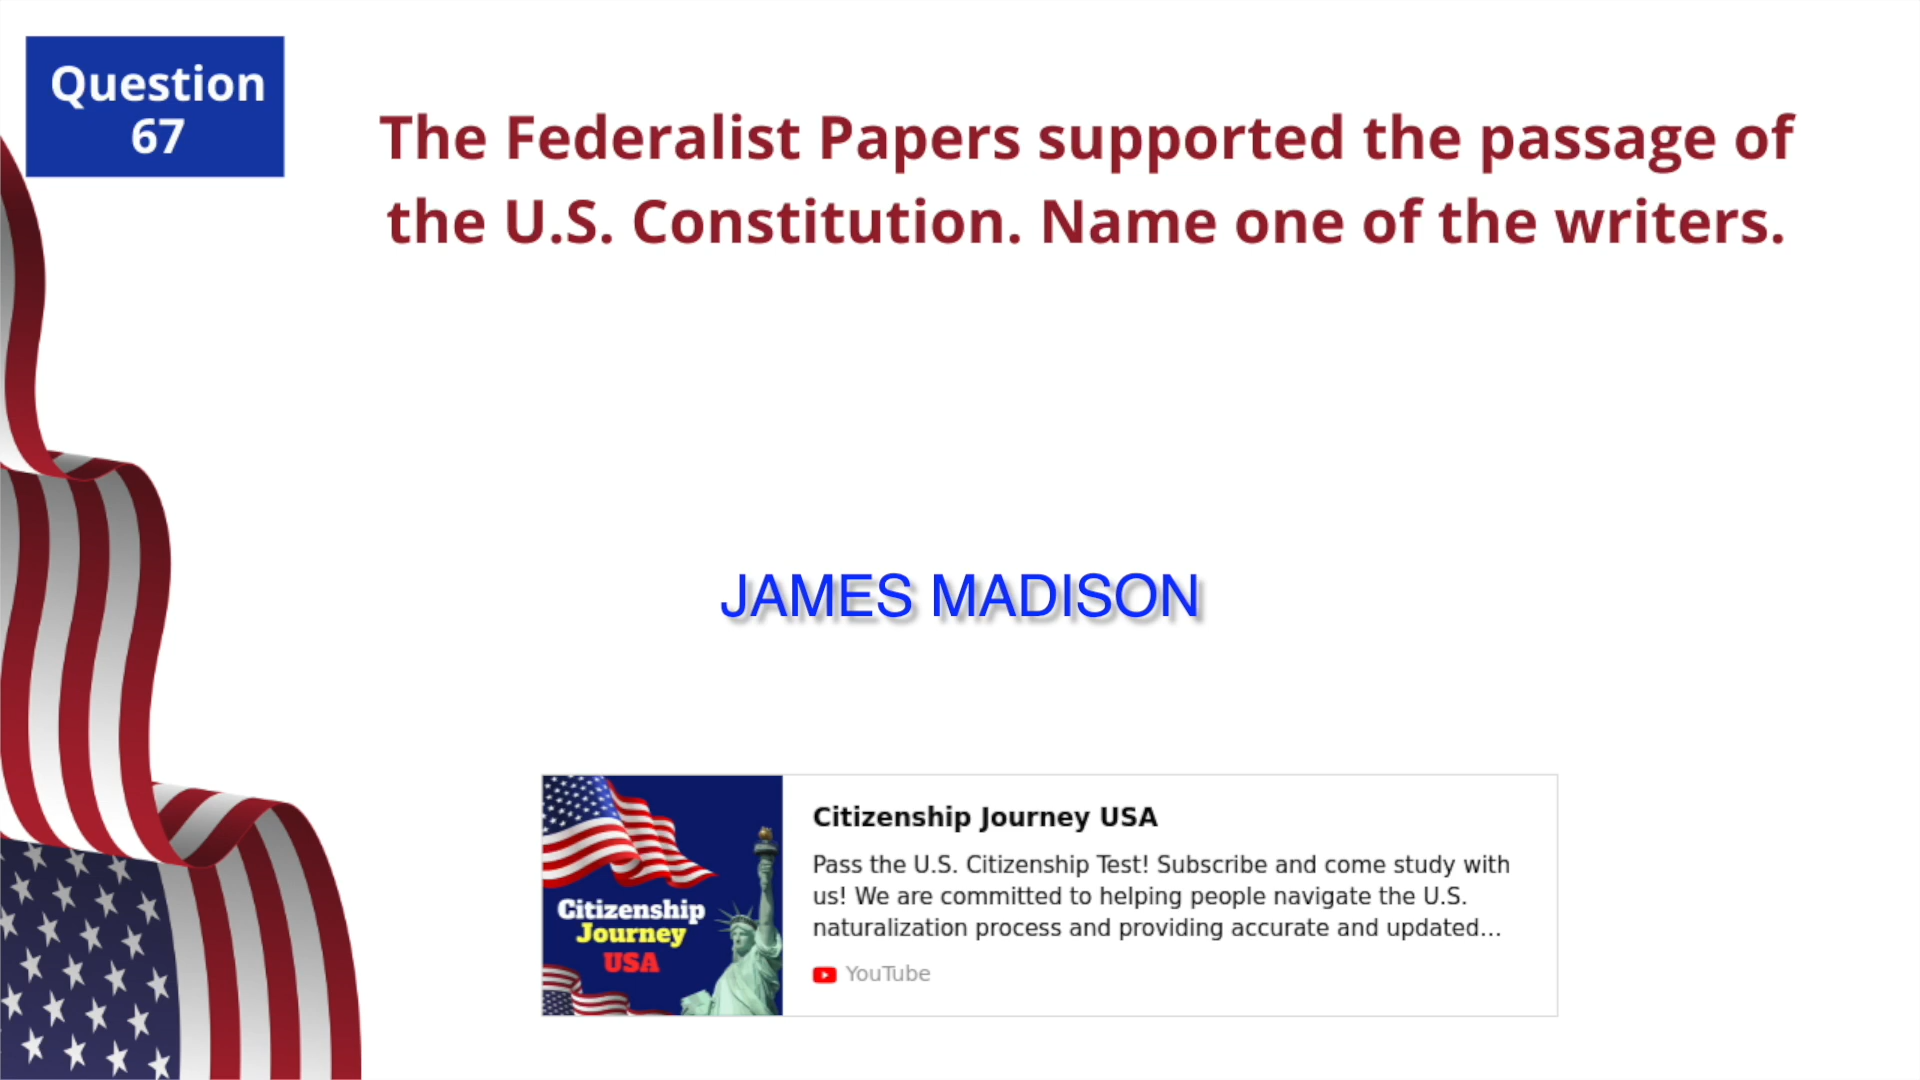 Question
67
The Federalist Papers supported the passage of
the U.S. Constitution. Name one of the writers.
JAMES MADISON
Citizenship
Journey
USA
Citizenship Journey USA
Pass the U.S. Citizenship Test! Subscribe and come study with
us! We are committed to helping people navigate the U.S.
naturalization process and providing accurate and updated...
YouTube